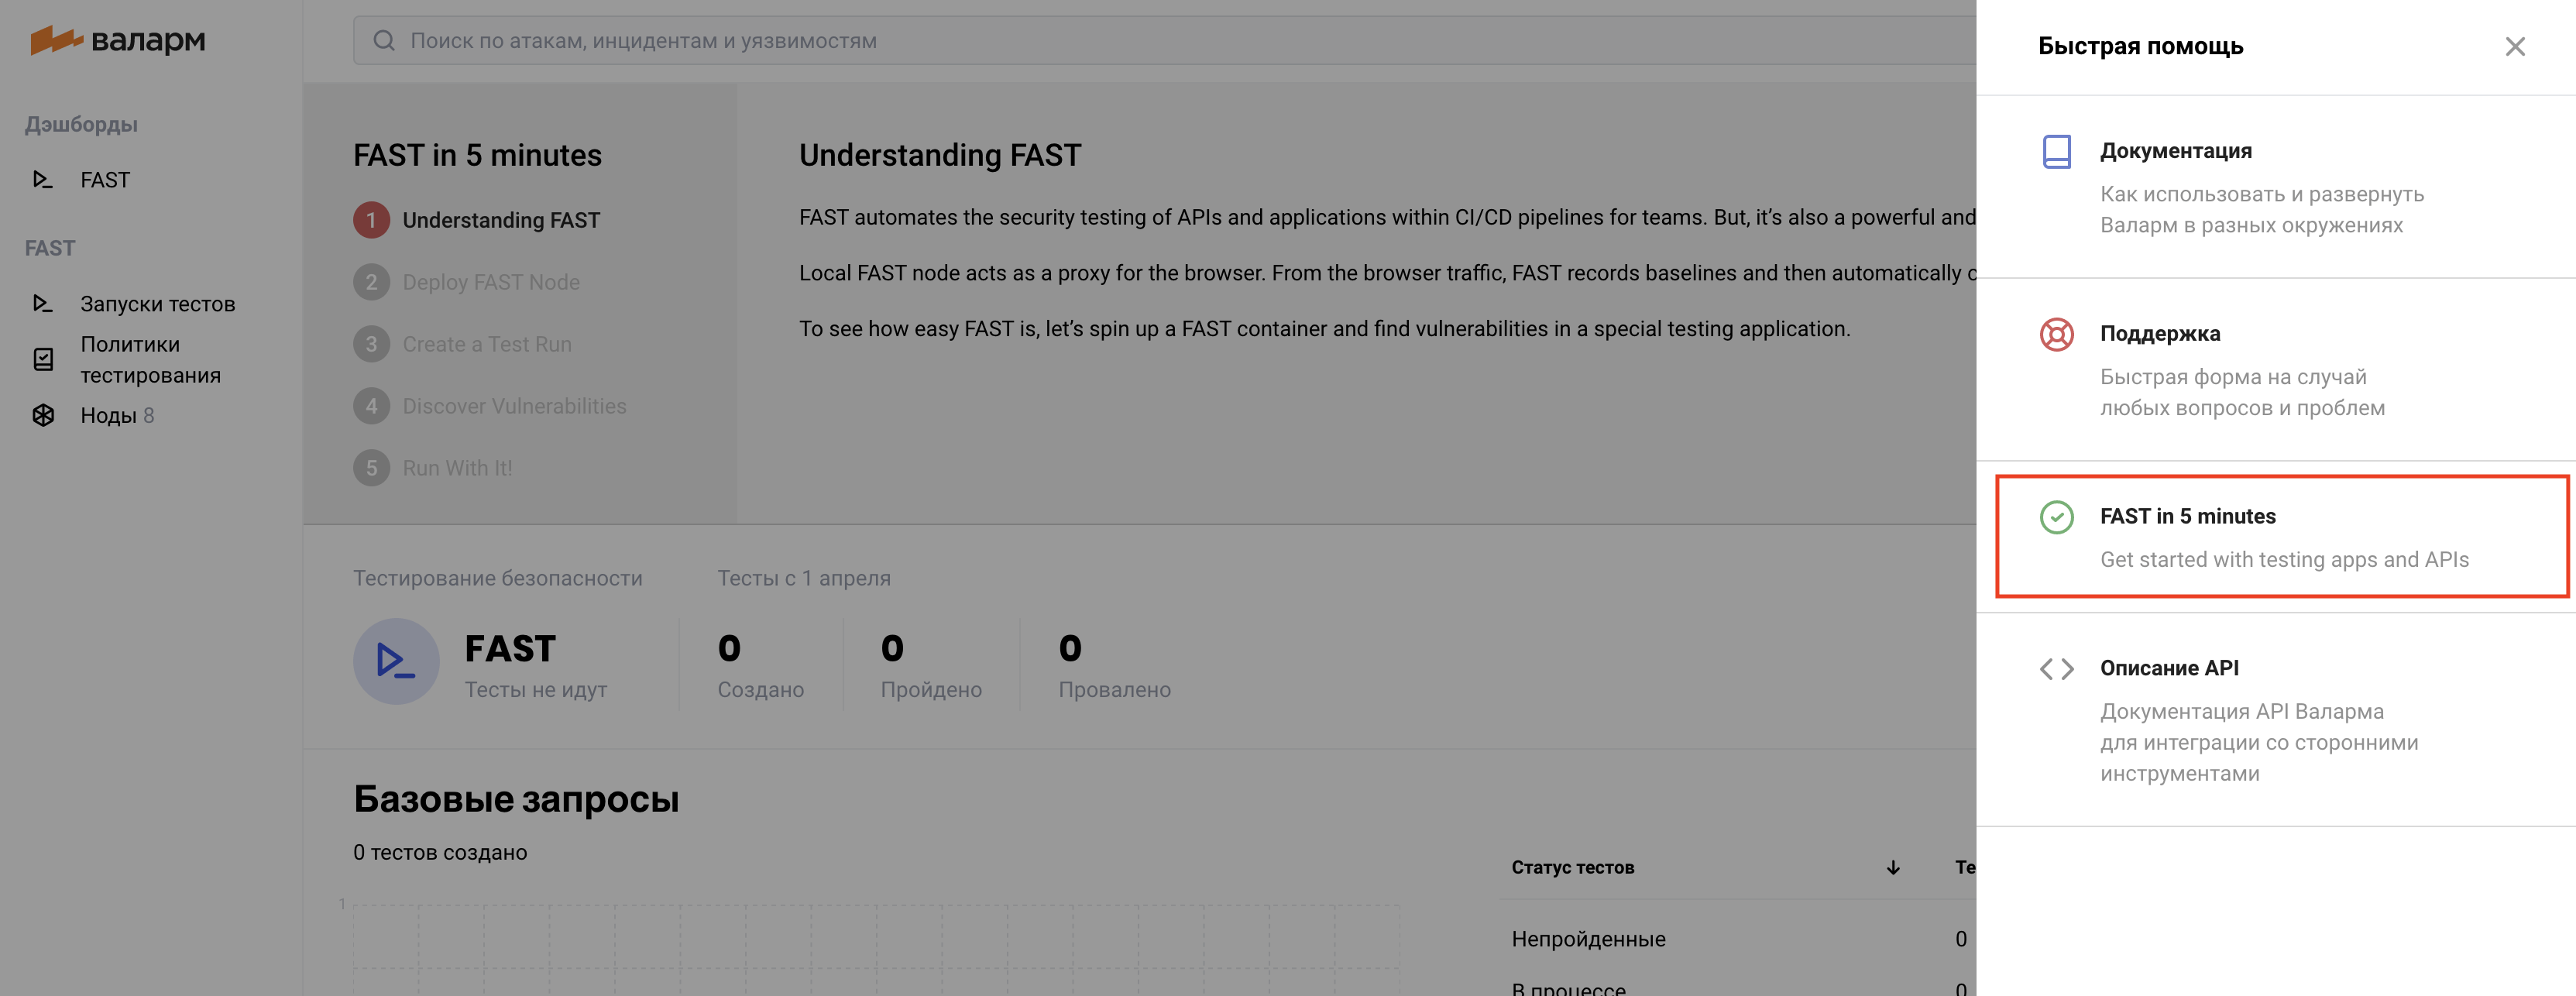 валарм
Дэшборды
FAST
FAST
Запуски тестов
Политики
тестирования
Ноды 8
Поиск по атакам, инцидентам и уязвимостям
FAST in 5 minutes
1 Understanding FAST
2 Deploy FAST Node
3 Create a Test Run
4 Discover Vulnerabilities
5 Run With It!
Understanding FAST
FAST automates the security testing of APIs and applications within CI/CD pipelines for teams. But, it’s also a powerful and
Local FAST node acts as a proxy for the browser. From the browser traffic, FAST records baselines and then automatically c
To see how easy FAST is, let’s spin up a FAST container and find vulnerabilities in a special testing application.
Тестирование безопасности
FAST
Тесты не идут
Тесты с 1 апреля
0
Создано
0
Пройдено
0
Провалено
Базовые запросы
0 тестов создано
1
Статус тестов Те
Непройденные 0
В процессе 0
Быстрая помощь
Документация
Как использовать и развернуть
Валарм в разных окружениях
Поддержка
Быстрая форма на случай
любых вопросов и проблем
FAST in 5 minutes
Get started with testing apps and APIs
Описание API
Документация API Валарма
для интеграции со сторонними
инструментами